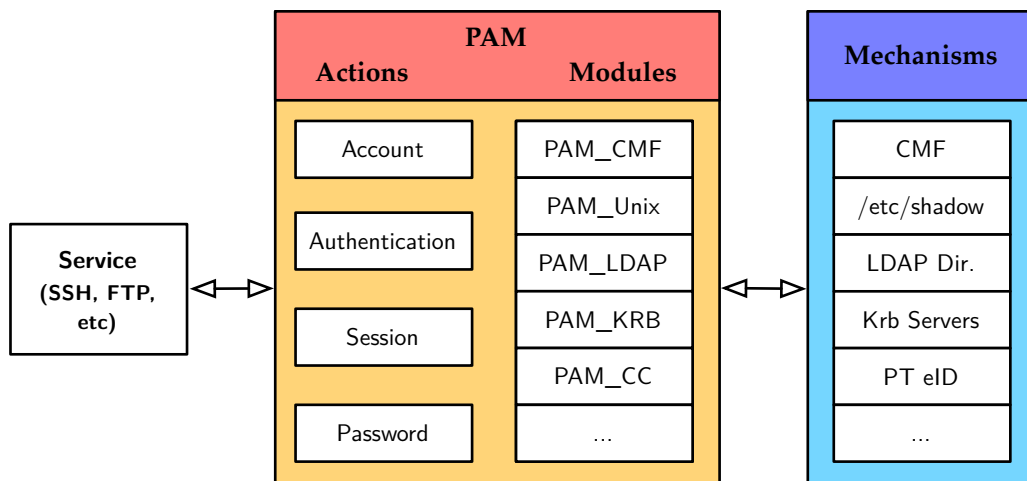 PAM
Actions
Modules
Mechanisms
Service
(SSH, FTP,
etc)
Account
Authentication
Session
Password
PAM_CMF
PAM_Unix
PAM_LDAP
PAM_KRB
PAM_CC
...
CMF
/etc/shadow
LDAP Dir.
Krb Servers
PT eID
...